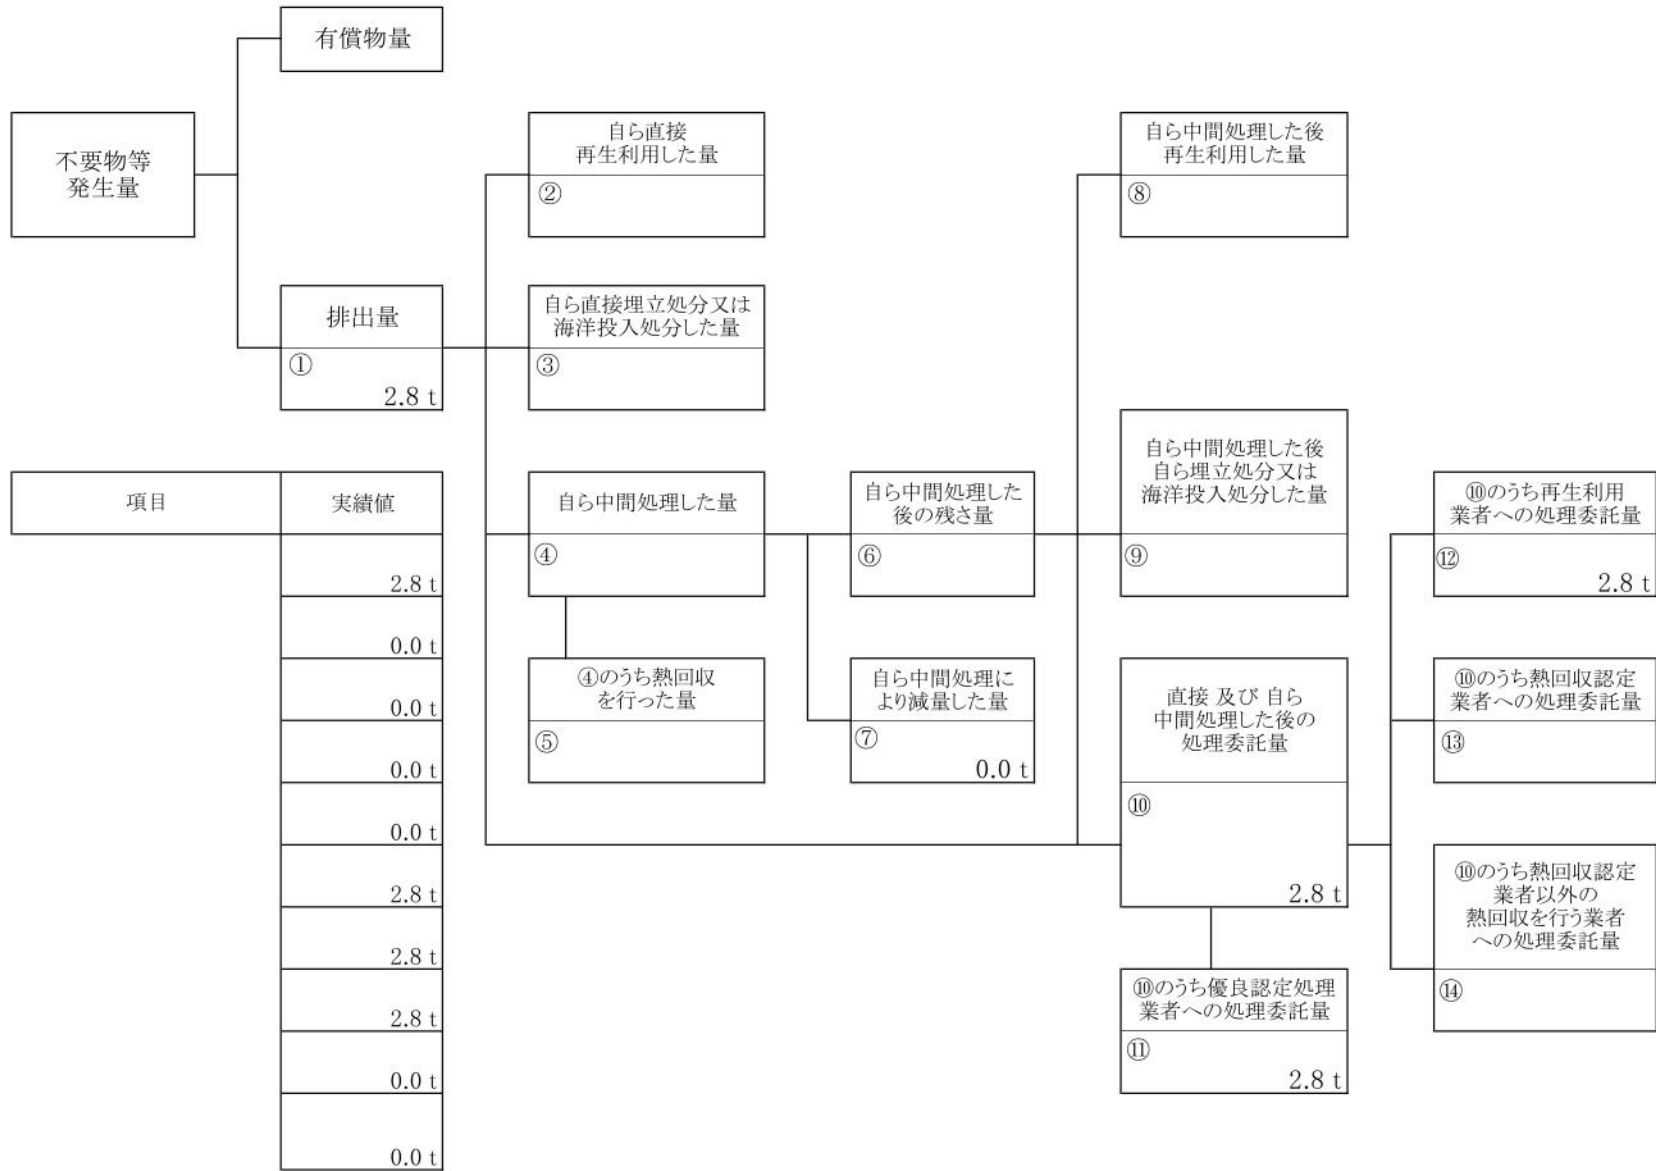 有償物量
不要物等
発生量
排出量
①
2.8 t
自ら直接
再生利用した量
②
自ら直接埋立処分又は
海洋投入処分した量
③
自ら中間処理した量
④
④のうち熱回収
を行った量
⑤
自ら中間処理した
後の残さ量
⑥
自ら中間処理に
より減量した量
⑦
0.0 t
自ら中間処理した後
再生利用した量
⑧
自ら中間処理した後
自ら埋立処分又は
海洋投入処分した量
⑨
直接 及び 自ら
中間処理した後の
処理委託量
⑩
2.8 t
⑩のうち優良認定処理
業者への処理委託量
⑪
2.8 t
⑩のうち再生利用
業者への処理委託量
⑫
2.8 t
⑩のうち熱回収認定
業者への処理委託量
⑬
⑩のうち熱回収認定
業者以外の
熱回収を行う業者
への処理委託量
⑭
項目 実績値
2.8 t
0.0 t
0.0 t
0.0 t
0.0 t
2.8 t
2.8 t
2.8 t
0.0 t
0.0 t